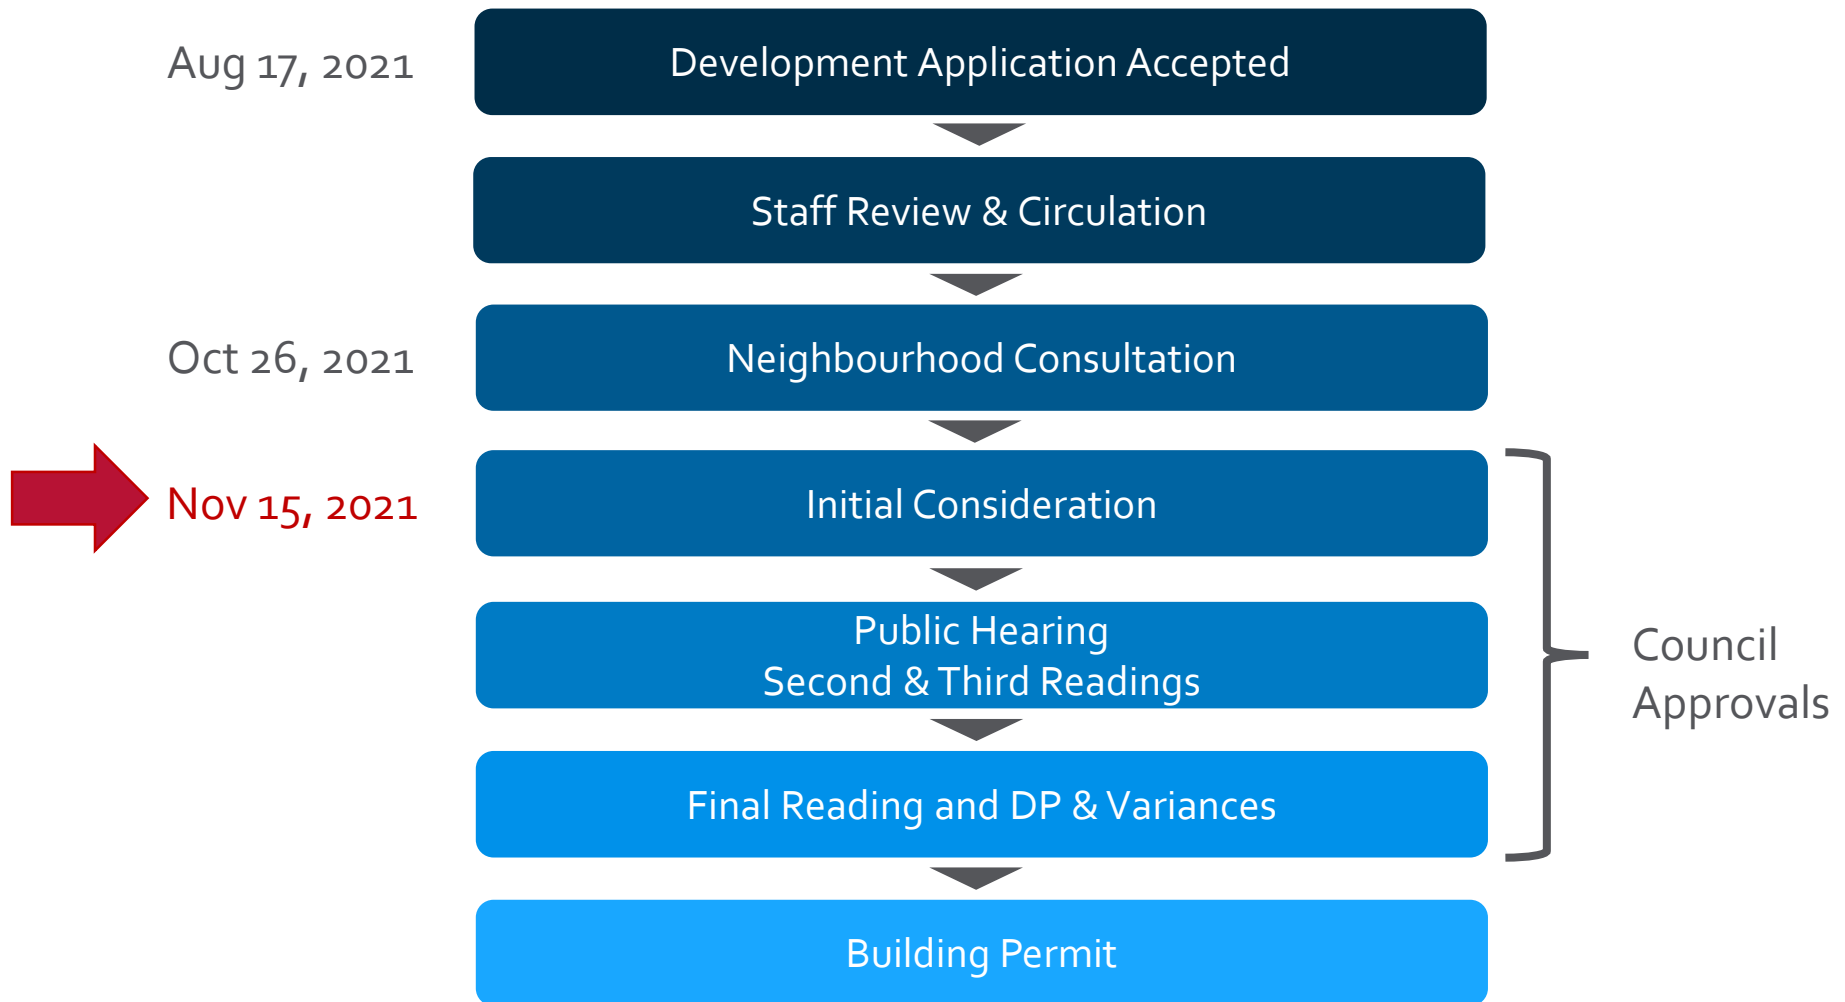 Aug 17, 2021
Development Application Accepted
Staff Review & Circulation
Oct 26, 2021
Neighbourhood Consultation
Nov 15, 2021
Initial Consideration
Public Hearing
Second & Third Readings
Council
Approvals
Final Reading and DP & Variances
Building Permit